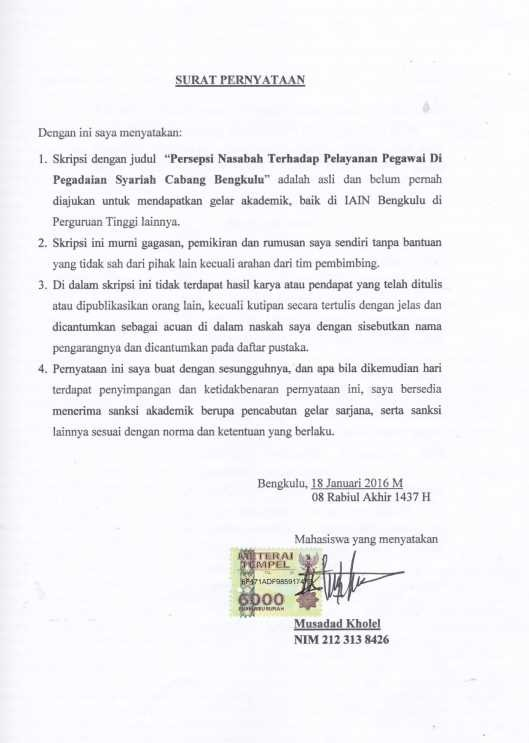 SURAT PERNYATAAN
Dengan ini saya menyatakan:
1. Skripsi dengan judul “Persepsi Nasabah Terhadap Pelayanan Pegawai Di
Pegadaian Syariah Cabang Bengkulu” adalah asli dan belum pernah
diajukan untuk mendapatkan gelar akademik, baik di IAIN Bengkulu di
Perguruan Tinggi lainnya.
2. Skripsi ini murni gagasan, pemikiran dan rumusan saya sendiri tanpa bantuan
yang tidak sah dari pihak lain kecuali arahan dari tim pembimbing.
3. Di dalam skripsi ini tidak terdapat hasil karya atau pendapat yang telah ditulis
atau dipublikasikan orang lain, kecuali kutipan secara tertulis dengan jelas dan
dicantumkan sebagai acuan di dalam naskah saya dengan sisebutkan nama
pengarangnya dan dicantumkan pada daftar pustaka.
4. Pernyataan ini saya buat dengan sesungguhnya, dan apa bila dikemudian hari
terdapat penyimpangan dan ketidakbenaran pernyataan ini, saya bersedia
menerima sanksi akademik berupa pencabutan gelar sarjana, serta sanksi
lainnya sesuai dengan norma dan ketentuan yang berlaku.
Bengkulu, 18 Januari 2016 M
08 Rabiul Akhir 1437 H
Mahasiswa yang menyatakan
METERAI
TEMPEL
6000
ENAM RIBU RUPIAH
Musadad Kholel
NIM 212 313 8426